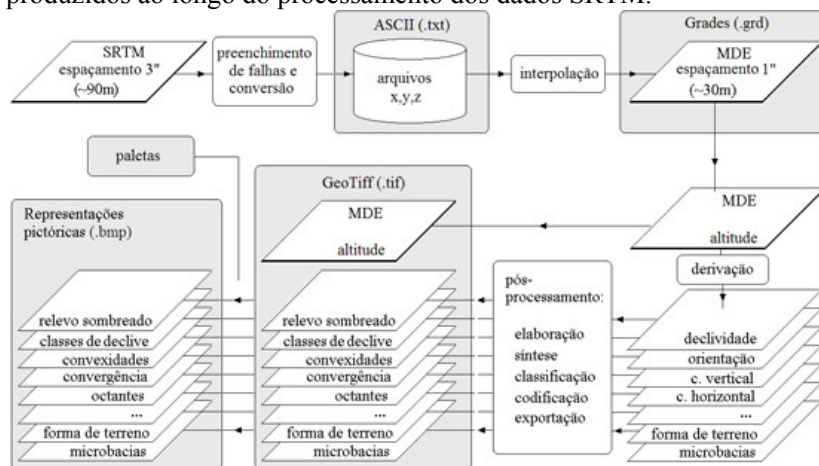 produzidos ao longo do processamento dos dados SRTM.
ASCII (.txt)
Grades (.grd)
SRTM
espaçamento 3"
(~90m)
preenchimento
de falhas e
conversão
arquivos
x,y,z
interpolação
MDE
espaçamento 1"
(~30m)
paletas
GeoTiff (.tif)
MDE
altitude
MDE
altitude
derivação
Representações
pictóricas (.bmp)
relevo sombreado
classes de declive
convexidades
convergência
octantes
...
forma de terreno
microbacias
relevo sombreado
classes de declive
convexidades
convergência
octantes
...
forma de terreno
microbacias
pós-
processamento:
elaboração
síntese
classificação
codificação
exportação
declividade
orientação
c. vertical
c. horizontal
...
forma de terreno
microbacias